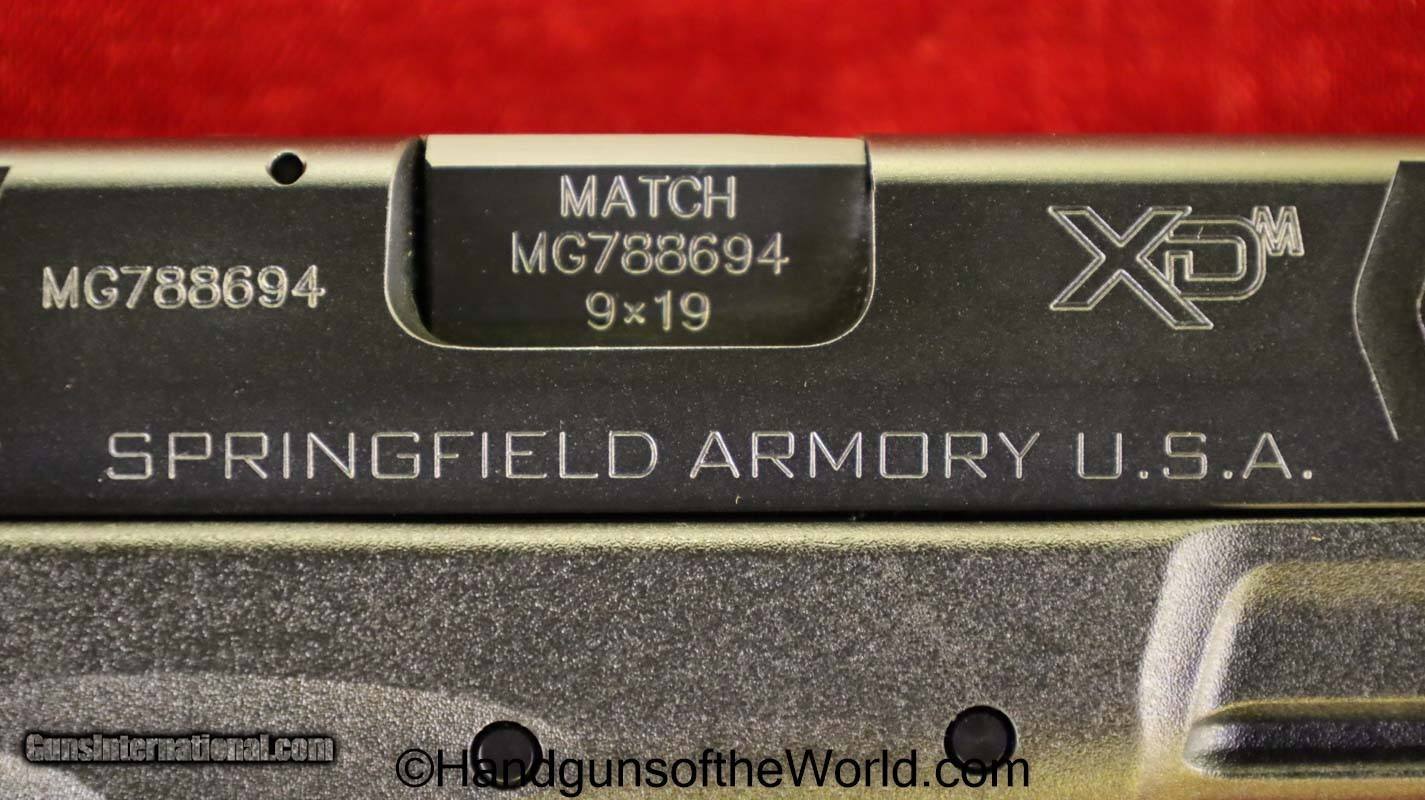 MATCH
MG788694
9×19
MG788694
XDM
SPRINGFIELD ARMORY U.S.A.
GunsInternational.com
©HandgunsoftheWorld.com